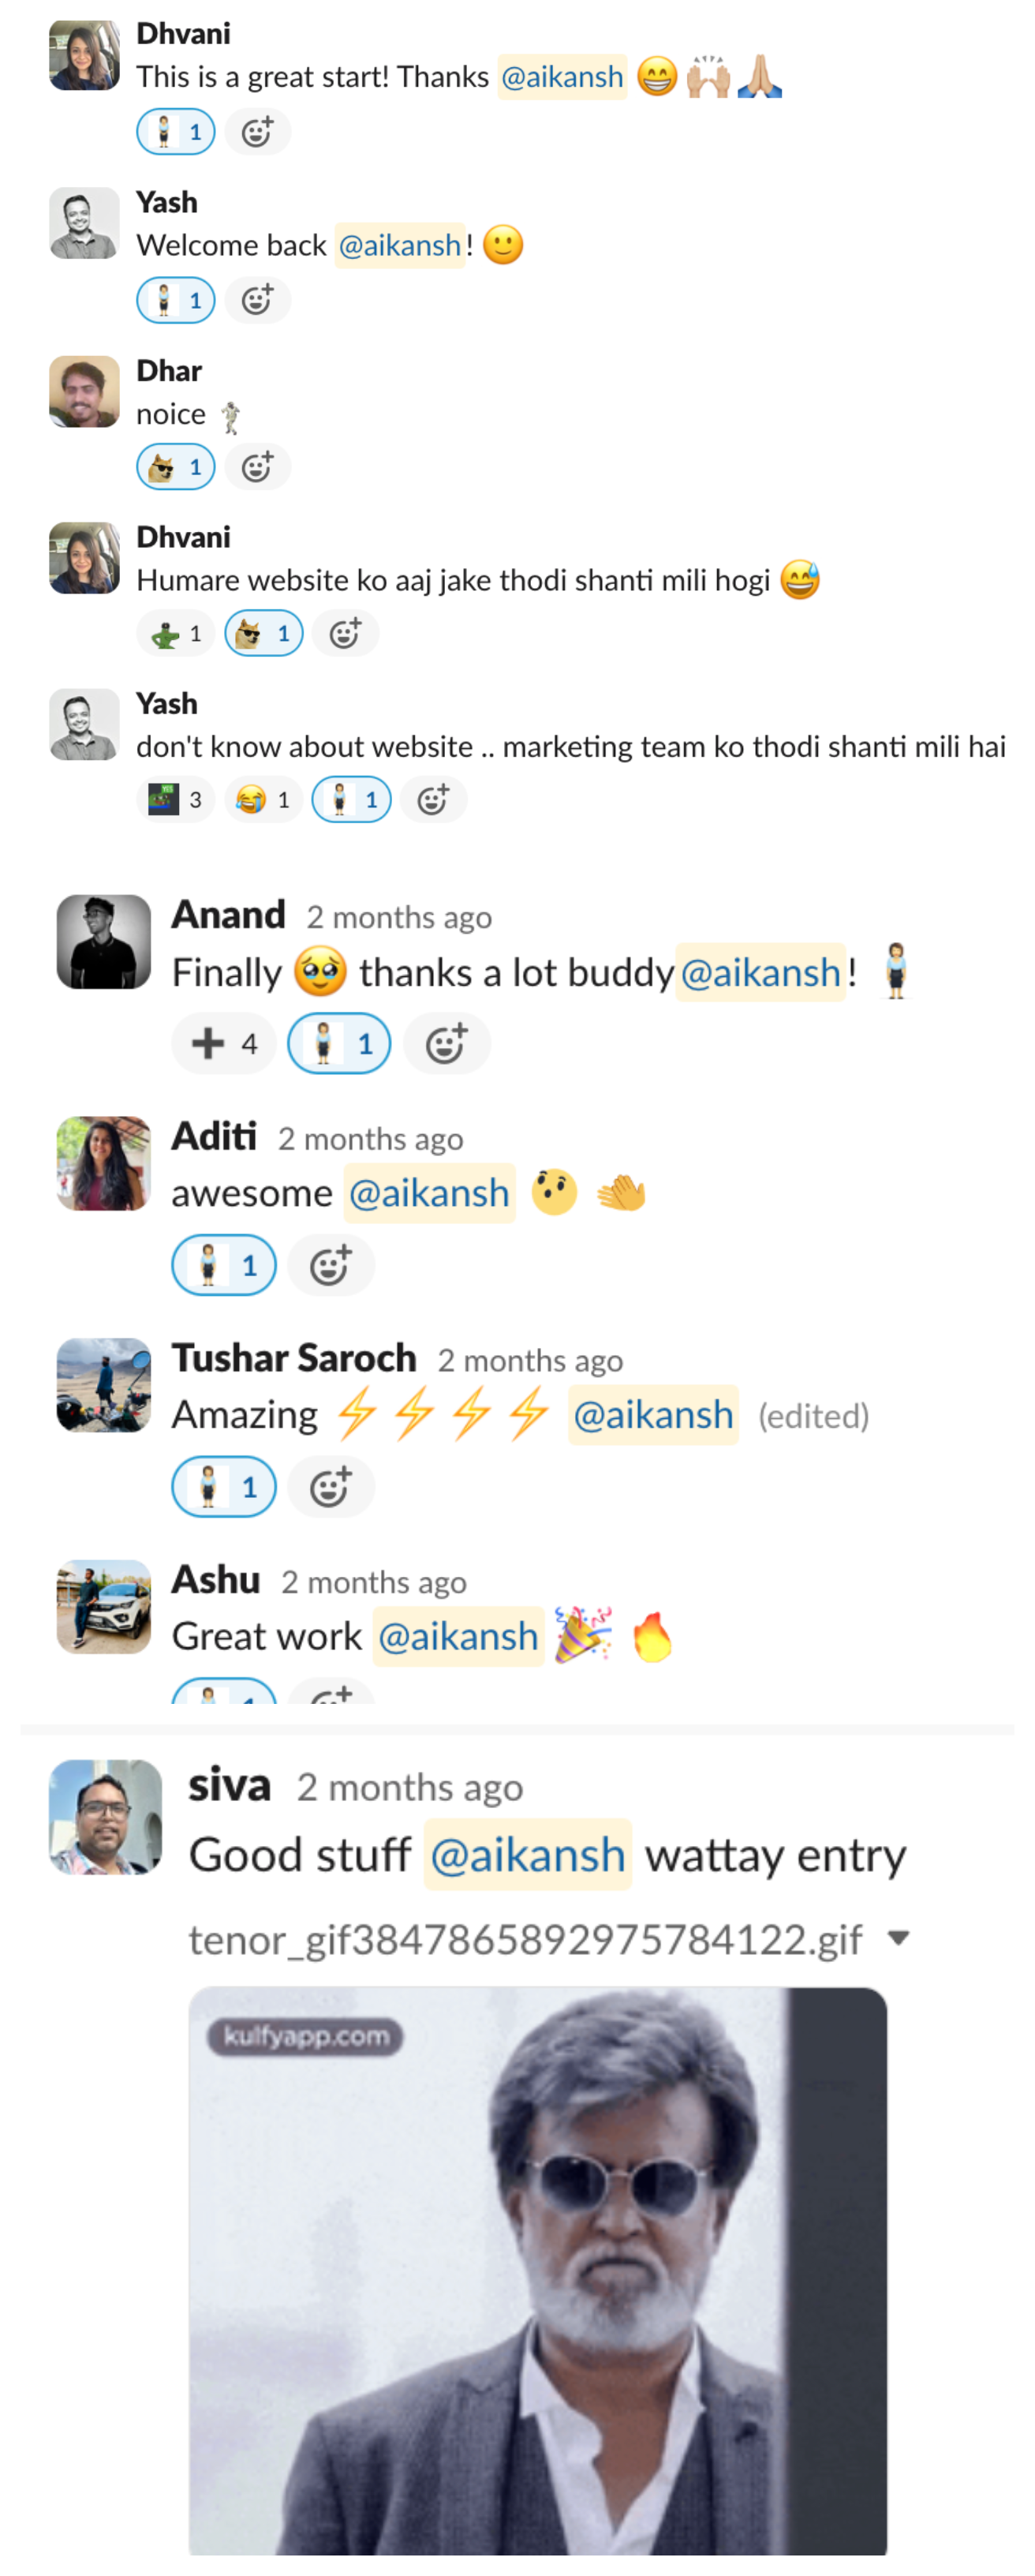 Dhvani
This is a great start! Thanks @aikansh 😁 🙌🏼 🙏🏼
1
Yash
Welcome back @aikansh! 🙂
1
Dhar
noice
1
Dhvani
Humare website ko aaj jake thodi shanti mili hogi 😅
1 1
Yash
don't know about website .. marketing team ko thodi shanti mili hai
YES 3 😂 1 1
Anand 2 months ago
Finally 🥹 thanks a lot buddy @aikansh!
➕ 4 1
Aditi 2 months ago
awesome @aikansh 👏
1
Tushar Saroch 2 months ago
Amazing ⚡⚡⚡⚡ @aikansh (edited)
1
Ashu 2 months ago
Great work @aikansh 🎉 🔥
siva 2 months ago
Good stuff @aikansh wattay entry
tenor_gif3847865892975784122.gif
kulfyapp.com